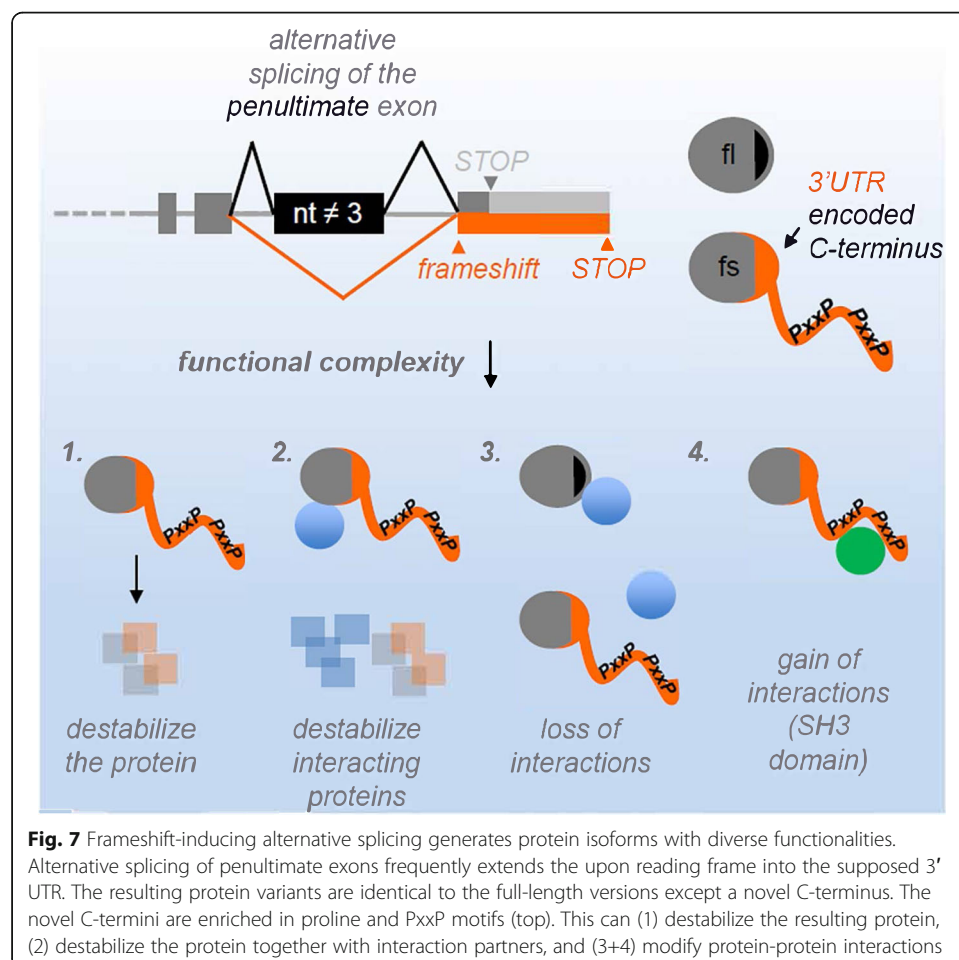 alternative
splicing of the
penultimate exon
STOP
nt ≠ 3
frameshift
STOP
fl
3'UTR
encoded
C-terminus
fs
PxxP
PxxP
functional complexity
1.
2.
3.
4.
PxxP
PxxP
PxxP
PxxP
PxxP
PxxP
PxxP
PxxP
destabilize
the protein
destabilize
interacting
proteins
loss of
interactions
gain of
interactions
(SH3
domain)
Fig. 7 Frameshift-inducing alternative splicing generates protein isoforms with diverse functionalities.
Alternative splicing of penultimate exons frequently extends the upon reading frame into the supposed 3′
UTR. The resulting protein variants are identical to the full-length versions except a novel C-terminus. The
novel C-termini are enriched in proline and PxxP motifs (top). This can (1) destabilize the resulting protein,
(2) destabilize the protein together with interaction partners, and (3+4) modify protein-protein interactions